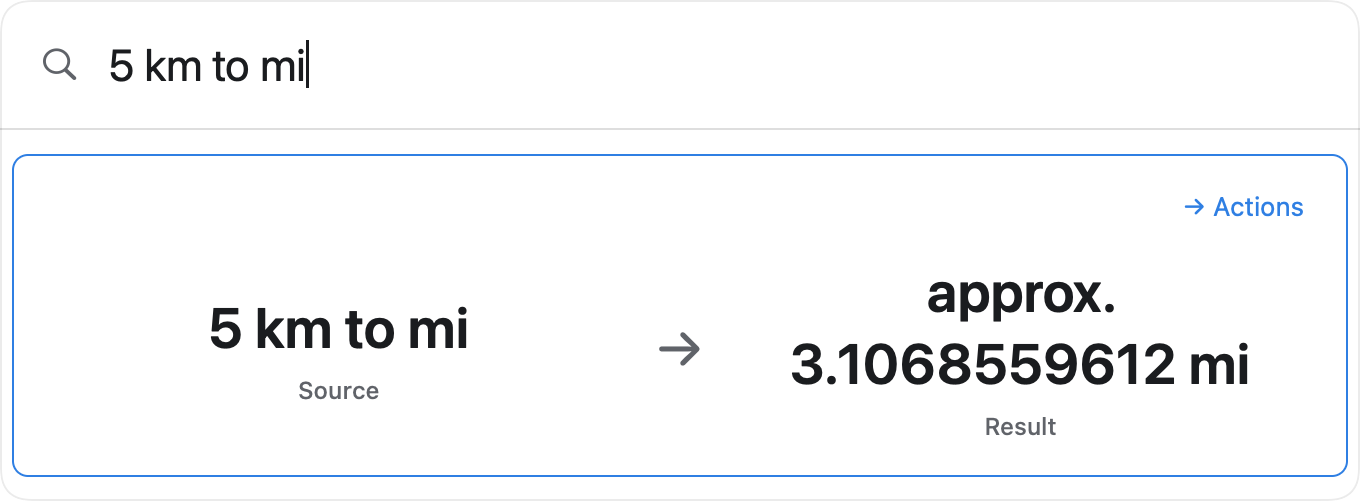 5 km to mi
→ Actions
5 km to mi
Source
→
approx.
3.1068559612 mi
Result